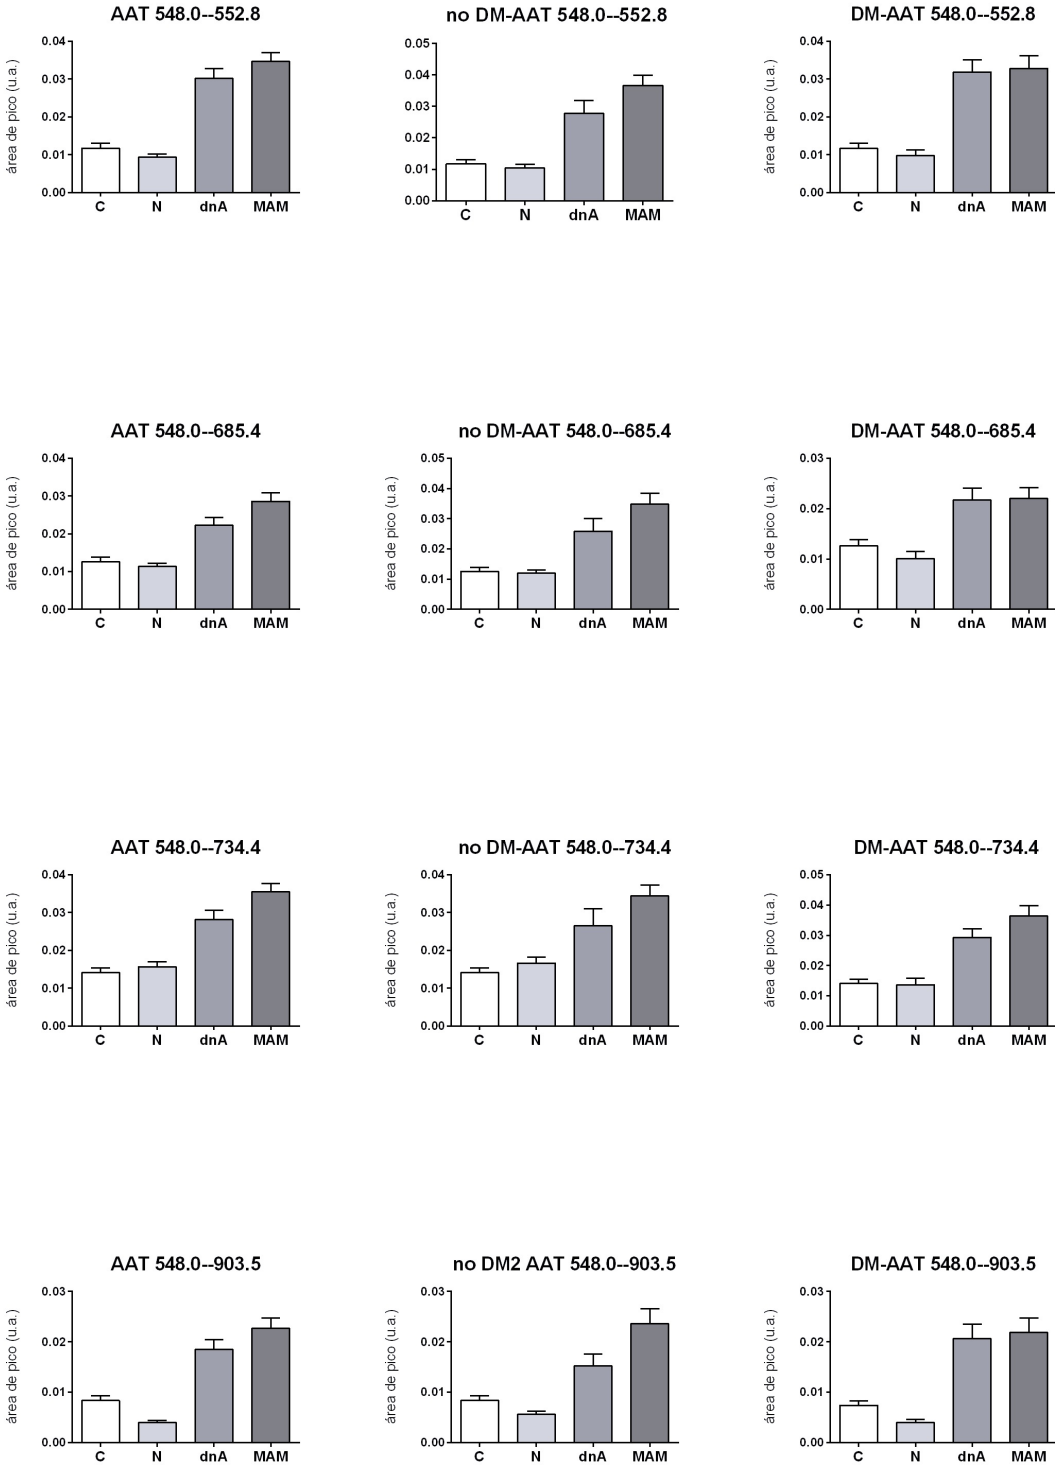 AAT 548.0--552.8
no DM-AAT 548.0--552.8
DM-AAT 548.0--552.8
área de pico (u.a.)
0.04
0.03
0.02
0.01
0.00
C N dnA MAM
área de pico (u.a.)
0.05
0.04
0.03
0.02
0.01
0.00
C N dnA MAM
área de pico (u.a.)
0.04
0.03
0.02
0.01
0.00
C N dnA MAM
AAT 548.0--685.4
no DM-AAT 548.0--685.4
DM-AAT 548.0--685.4
área de pico (u.a.)
0.04
0.03
0.02
0.01
0.00
C N dnA MAM
área de pico (u.a.)
0.05
0.04
0.03
0.02
0.01
0.00
C N dnA MAM
área de pico (u.a.)
0.03
0.02
0.01
0.00
C N dnA MAM
AAT 548.0--734.4
no DM-AAT 548.0--734.4
DM-AAT 548.0--734.4
área de pico (u.a.)
0.04
0.03
0.02
0.01
0.00
C N dnA MAM
área de pico (u.a.)
0.04
0.03
0.02
0.01
0.00
C N dnA MAM
área de pico (u.a.)
0.05
0.04
0.03
0.02
0.01
0.00
C N dnA MAM
AAT 548.0--903.5
no DM2 AAT 548.0--903.5
DM-AAT 548.0--903.5
área de pico (u.a.)
0.03
0.02
0.01
0.00
C N dnA MAM
área de pico (u.a.)
0.03
0.02
0.01
0.00
C N dnA MAM
área de pico (u.a.)
0.03
0.02
0.01
0.00
C N dnA MAM